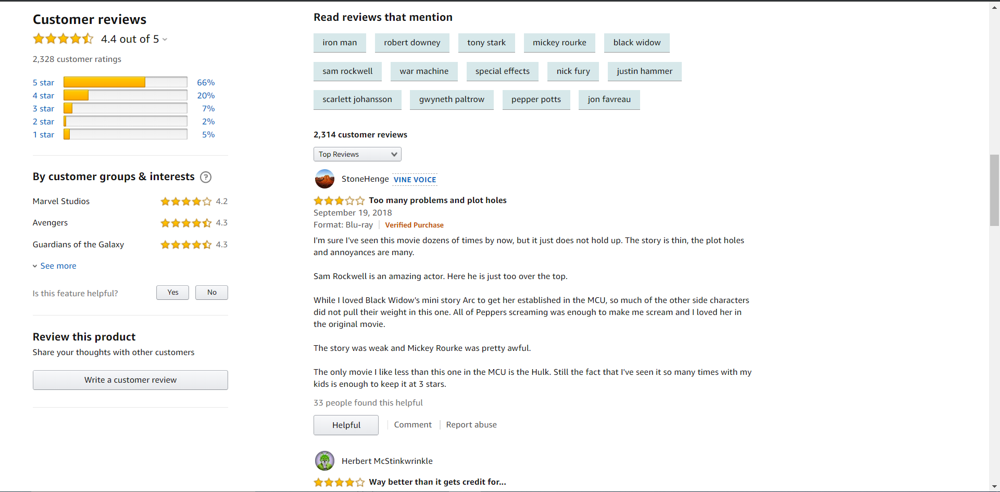 Customer reviews
4.4 out of 5
2,328 customer ratings
5 star 66%
4 star 20%
3 star 7%
2 star 2%
1 star 5%
By customer groups & interests ?
Marvel Studios 4.2
Avengers 4.3
Guardians of the Galaxy 4.3
See more
Is this feature helpful? Yes No
Review this product
Share your thoughts with other customers
Write a customer review
Read reviews that mention
iron man robert downey tony stark mickey rourke black widow
sam rockwell war machine special effects nick fury justin hammer
scarlett johansson gwyneth paltrow pepper potts jon favreau
2,314 customer reviews
Top Reviews
StoneHenge VINE VOICE
Too many problems and plot holes
September 19, 2018
Format: Blu-ray Verified Purchase
I'm sure I've seen this movie dozens of times by now, but it just does not hold up. The story is thin, the plot holes
and annoyances are many.
Sam Rockwell is an amazing actor. Here he is just too over the top.
While I loved Black Widow's mini story Arc to get her established in the MCU, so much of the other side characters
did not pull their weight in this one. All of Peppers screaming was enough to make me scream and I loved her in
the original movie.
The story was weak and Mickey Rourke was pretty awful.
The only movie I like less than this one in the MCU is the Hulk. Still the fact that I've seen it so many times with my
kids is enough to keep it at 3 stars.
33 people found this helpful
Helpful Comment Report abuse
Herbert McStinkwrinkle
Way better than it gets credit for...